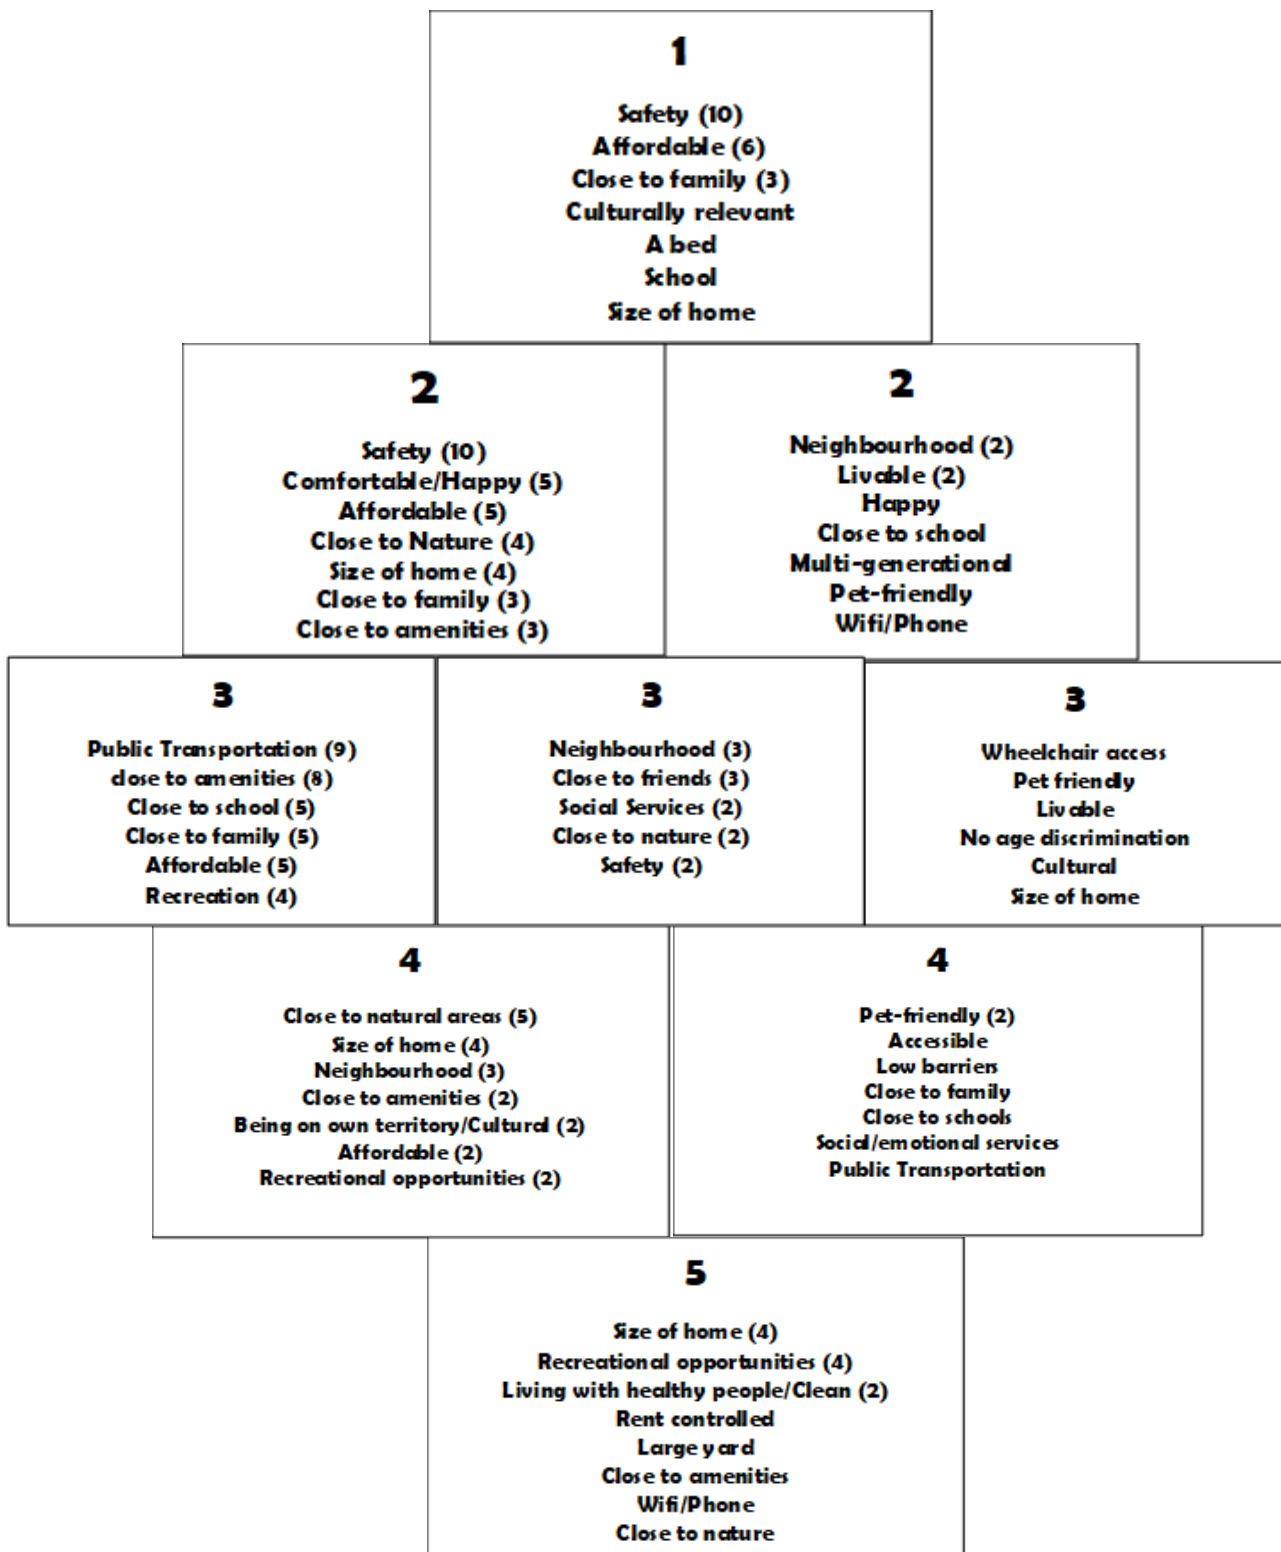 1
Safety (10)
Affordable (6)
Close to family (3)
Culturally relevant
A bed
School
Size of home
2
Safety (10)
Comfortable/Happy (5)
Affordable (5)
Close to Nature (4)
Size of home (4)
Close to family (3)
Close to amenities (3)
2
Neighbourhood (2)
Livable (2)
Happy
Close to school
Multi-generational
Pet-friendly
Wifi/Phone
3
Public Transportation (9)
close to amenities (8)
Close to school (5)
Close to family (5)
Affordable (5)
Recreation (4)
3
Neighbourhood (3)
Close to friends (3)
Social Services (2)
Close to nature (2)
Safety (2)
3
Wheelchair access
Pet friendly
Livable
No age discrimination
Cultural
Size of home
4
Close to natural areas (5)
Size of home (4)
Neighbourhood (3)
Close to amenities (2)
Being on own territory/Cultural (2)
Affordable (2)
Recreational opportunities (2)
4
Pet-friendly (2)
Accessible
Low barriers
Close to family
Close to schools
Social/emotional services
Public Transportation
5
Size of home (4)
Recreational opportunities (4)
Living with healthy people/Clean (2)
Rent controlled
Large yard
Close to amenities
Wifi/Phone
Close to nature